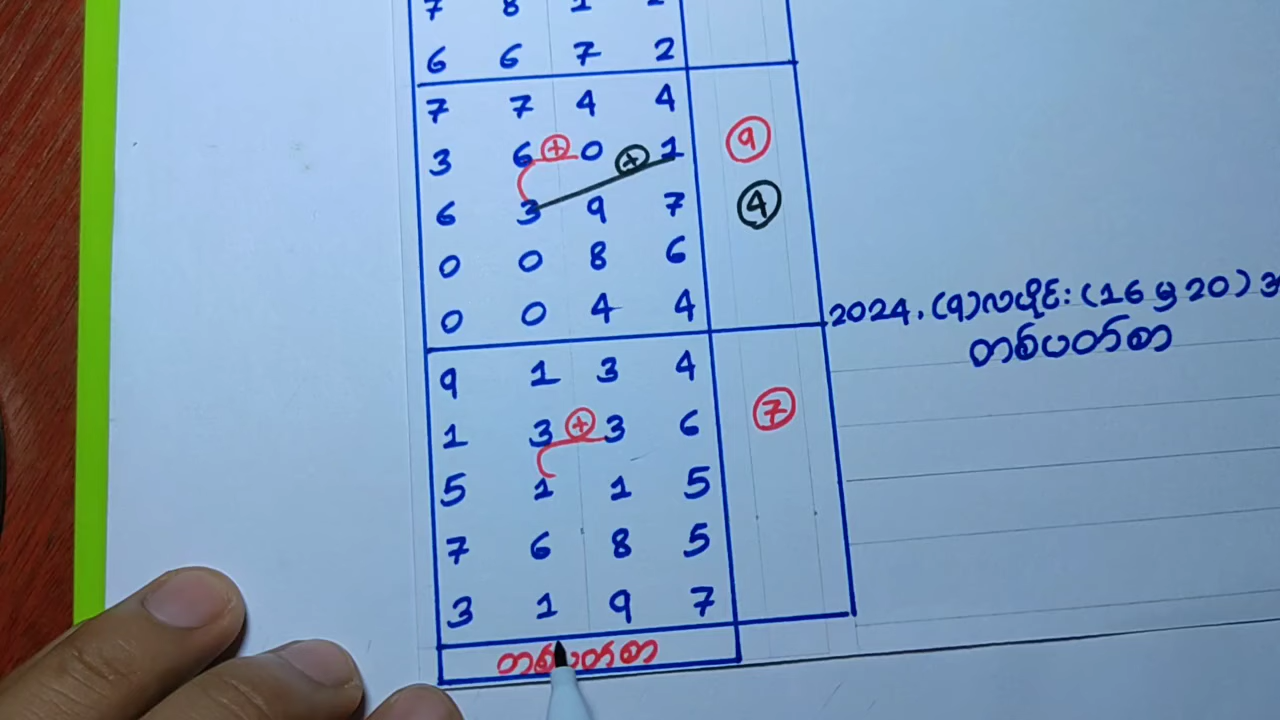 7 8 1 2
6 6 7 2
7 7 4 4
3 6 + 0 + 1 9
6 3 9 7 4
0 0 8 6
0 0 4 4
2024. (၅)လပိုင်း (16 မှ 20) အ
တစ်ပတ်စာ
9 1 3 4
1 3 + 3 6 7
5 1 1 5
7 6 8 5
3 1 9 7
တစ်ပတ်စာ